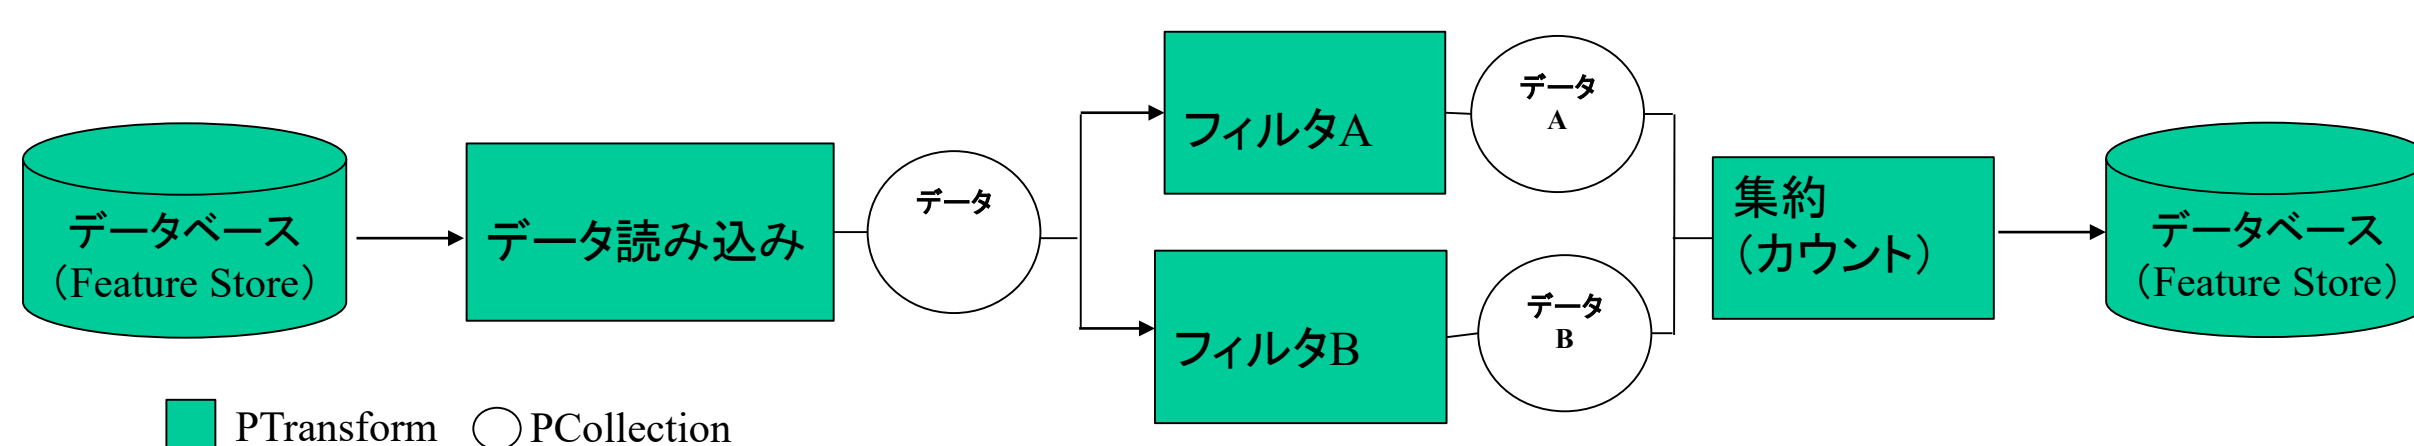 データベース
（Feature Store）
データ読み込み
データ
フィルタA
データ
A
フィルタB
データ
B
集約
（カウント）
データベース
（Feature Store）
PTransform
PCollection